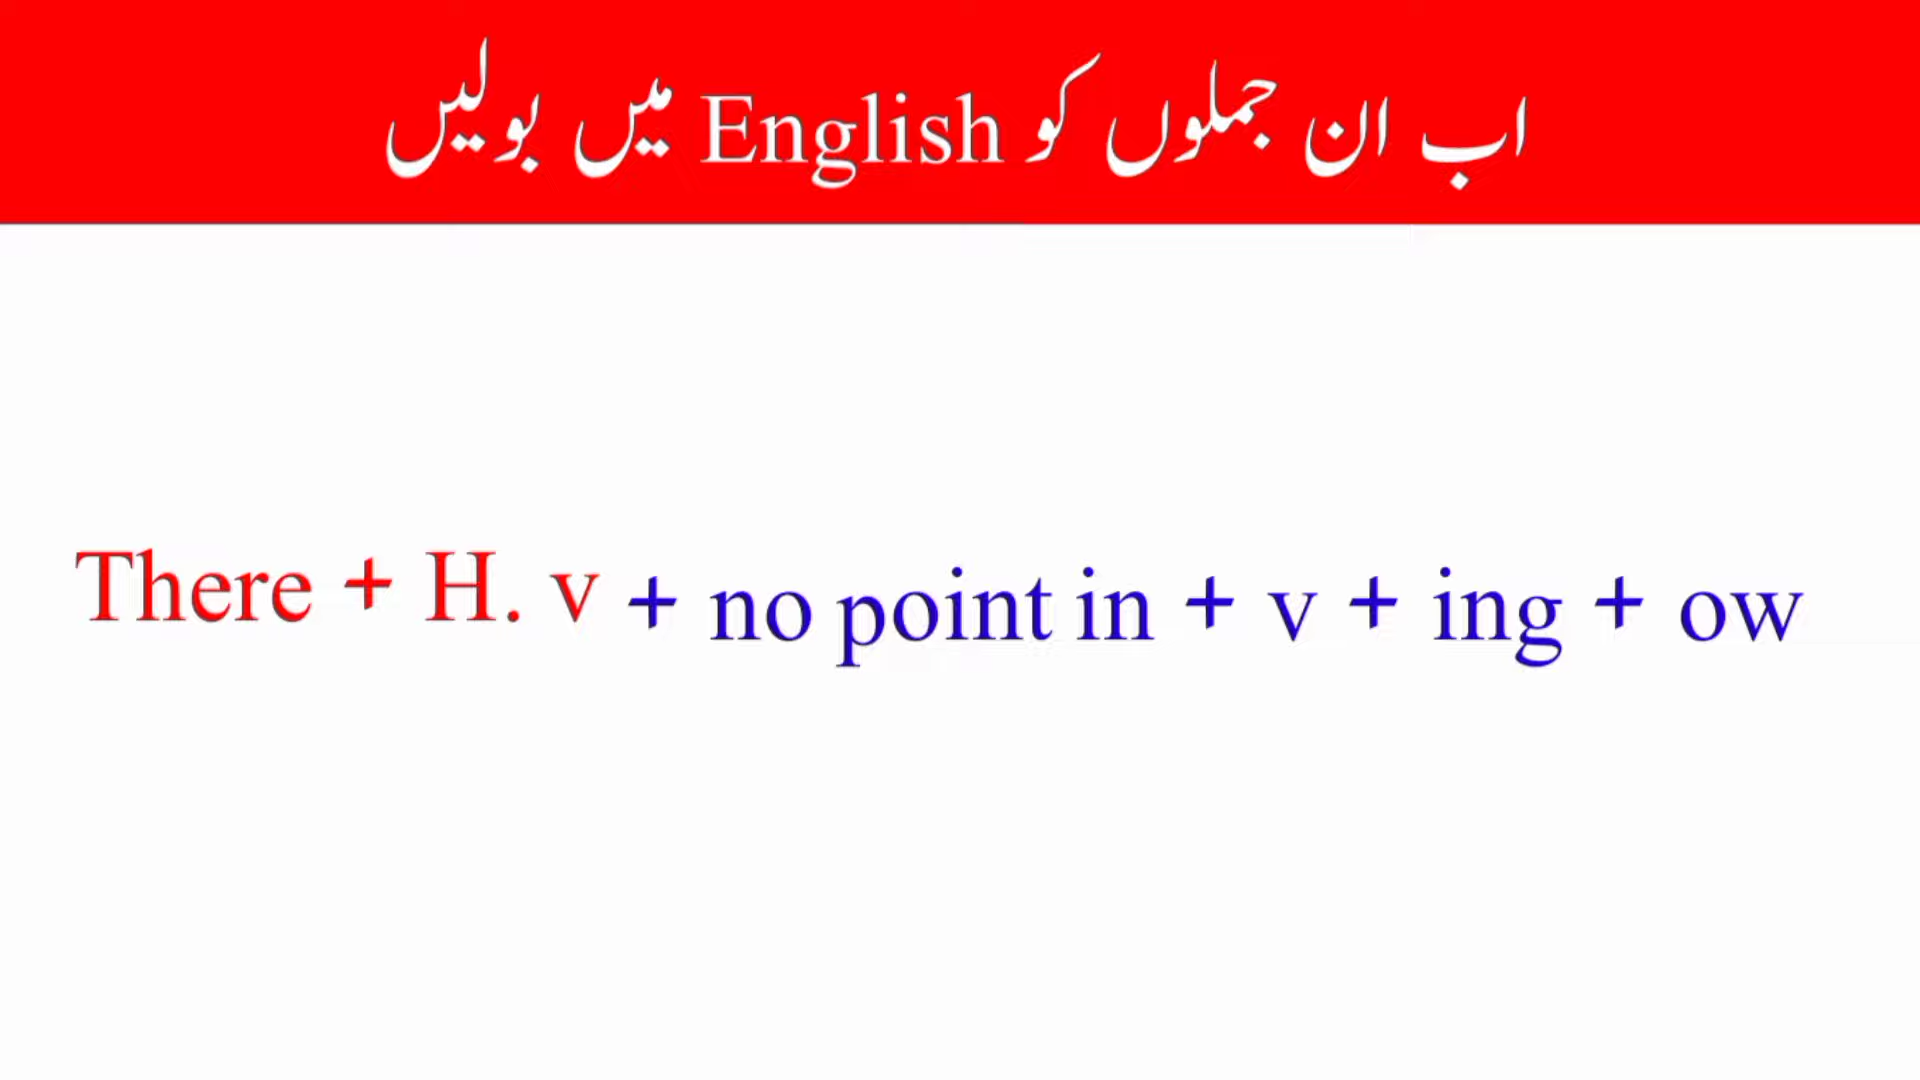 اب ان جملوں کو English میں بولیں
There + H. v + no point in + v + ing + ow